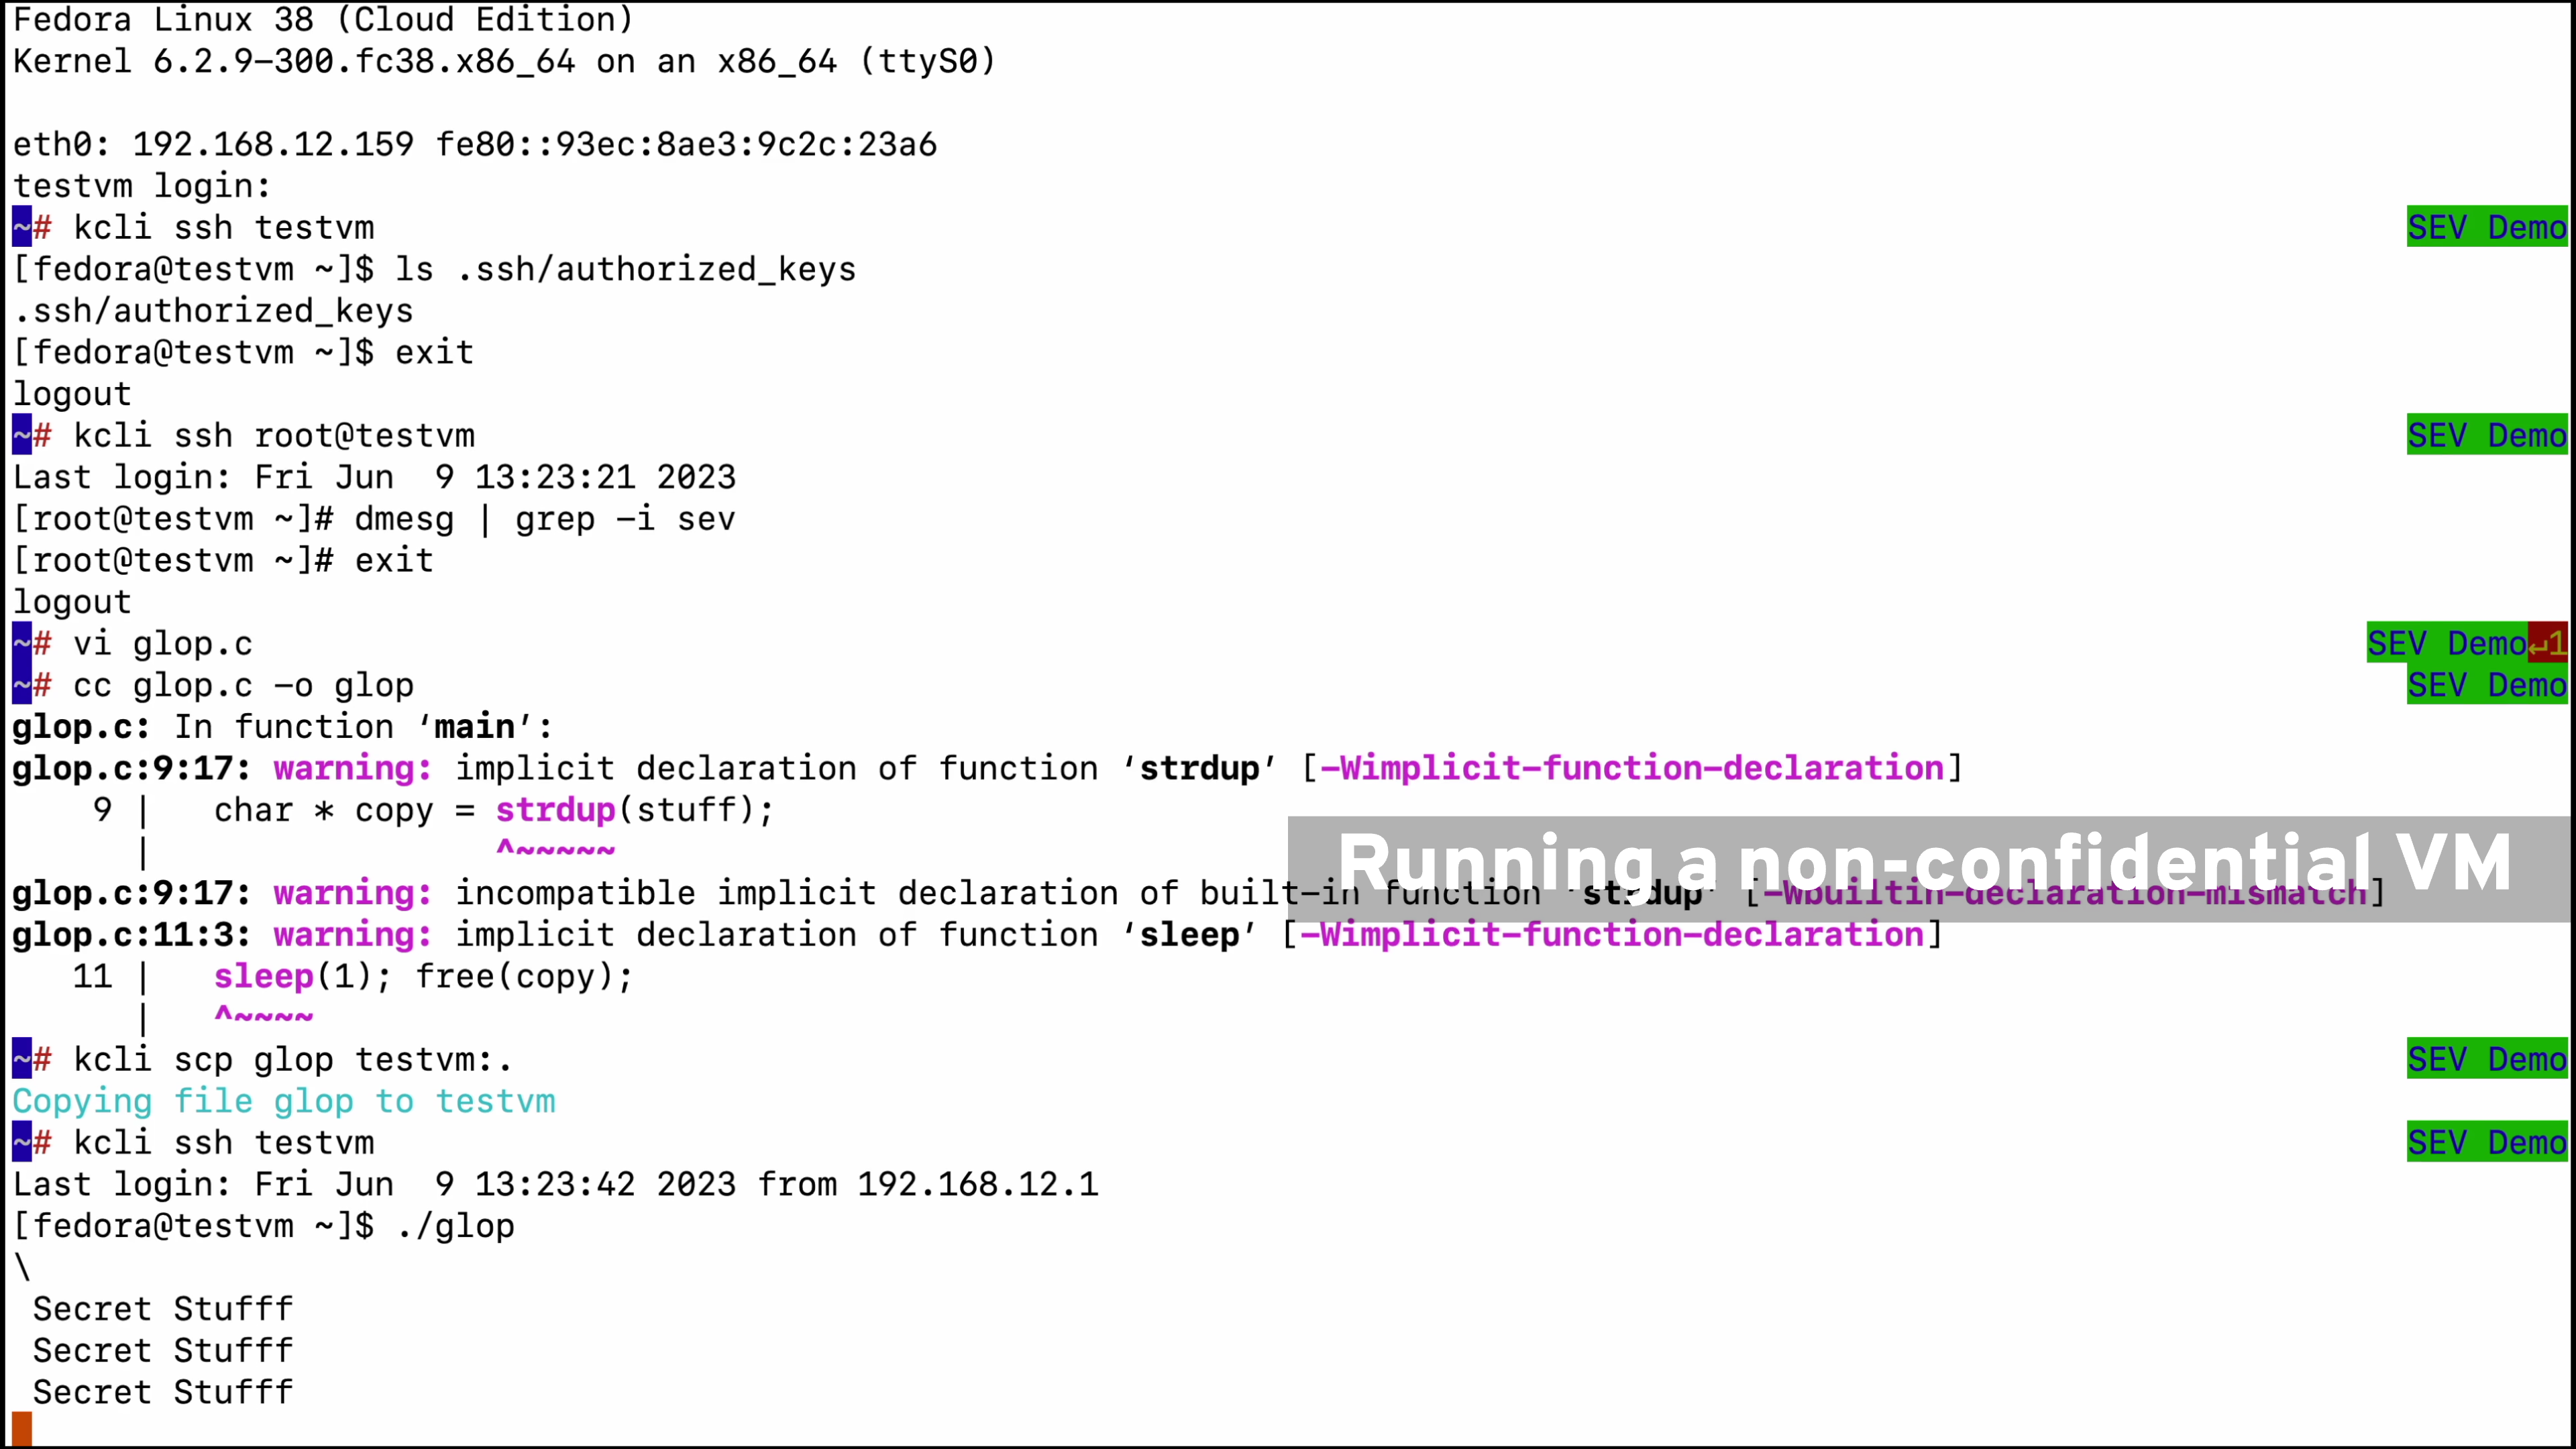 Fedora Linux 38 (Cloud Edition)
Kernel 6.2.9-300.fc38.x86_64 on an x86_64 (ttyS0)
eth0: 192.168.12.159 fe80::93ec:8ae3:9c2c:23a6
testvm login:
~# kcli ssh testvm SEV Demo
[fedora@testvm ~]$ ls .ssh/authorized_keys
.ssh/authorized_keys
[fedora@testvm ~]$ exit
logout
~# kcli ssh root@testvm SEV Demo
Last login: Fri Jun  9 13:23:21 2023
[root@testvm ~]# dmesg | grep -i sev
[root@testvm ~]# exit
logout
~# vi glop.c SEV Demo↵1
~# cc glop.c -o glop SEV Demo
glop.c: In function ‘main’:
glop.c:9:17: warning: implicit declaration of function ‘strdup’ [-Wimplicit-function-declaration]
    9 |   char * copy = strdup(stuff);
      |                 ^~~~~~
Running a non-confidential VM
glop.c:9:17: warning: incompatible implicit declaration of built-in function ‘strdup’ [-Wbuiltin-declaration-mismatch]
glop.c:11:3: warning: implicit declaration of function ‘sleep’ [-Wimplicit-function-declaration]
   11 |   sleep(1); free(copy);
      |   ^~~~~
~# kcli scp glop testvm:. SEV Demo
Copying file glop to testvm
~# kcli ssh testvm SEV Demo
Last login: Fri Jun  9 13:23:42 2023 from 192.168.12.1
[fedora@testvm ~]$ ./glop
\
 Secret Stufff
 Secret Stufff
 Secret Stufff